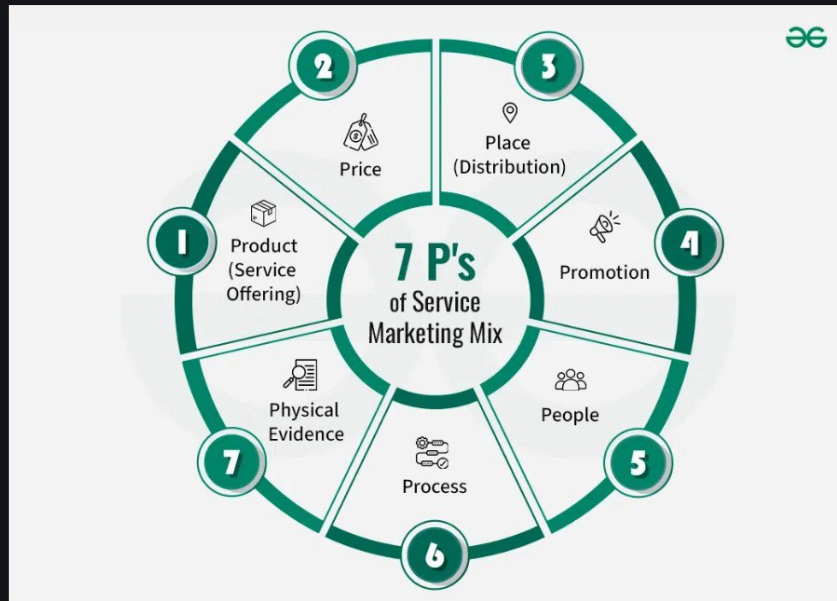 7 P's
of Service
Marketing Mix
1
Product
(Service
Offering)
2
Price
3
Place
(Distribution)
4
Promotion
5
People
6
Process
7
Physical
Evidence